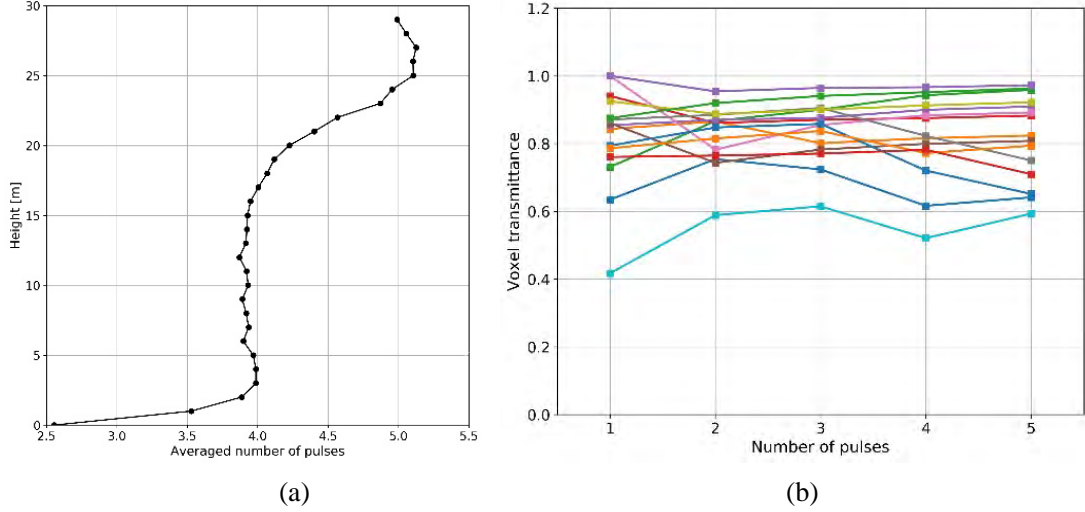 30
25
20
15
10
5
0
Height [m]
2.5 3.0 3.5 4.0 4.5 5.0 5.5
Averaged number of pulses
(a)
1.2
1.0
0.8
0.6
0.4
0.2
0.0
Voxel transmittance
1 2 3 4 5
Number of pulses
(b)